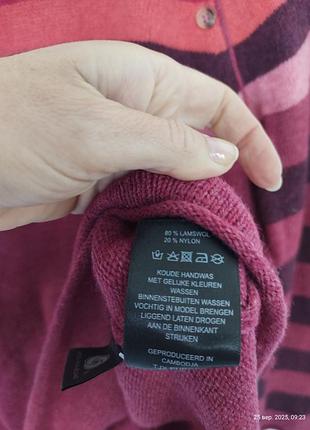 80% LAMSWOL
20% NYLON
KOUDE HANDWAS
MET GELIJKE KLEUREN
WASSEN
BINNENSTEBUITEN WASSEN
VOCHTIG IN MODEL BRENGEN
LIGGEND LATEN DROGEN
AAN DE BINNENKANT
STRIJKEN
GEPRODUCEERD IN
CAMBODJA
25 вер. 2025, 09:23